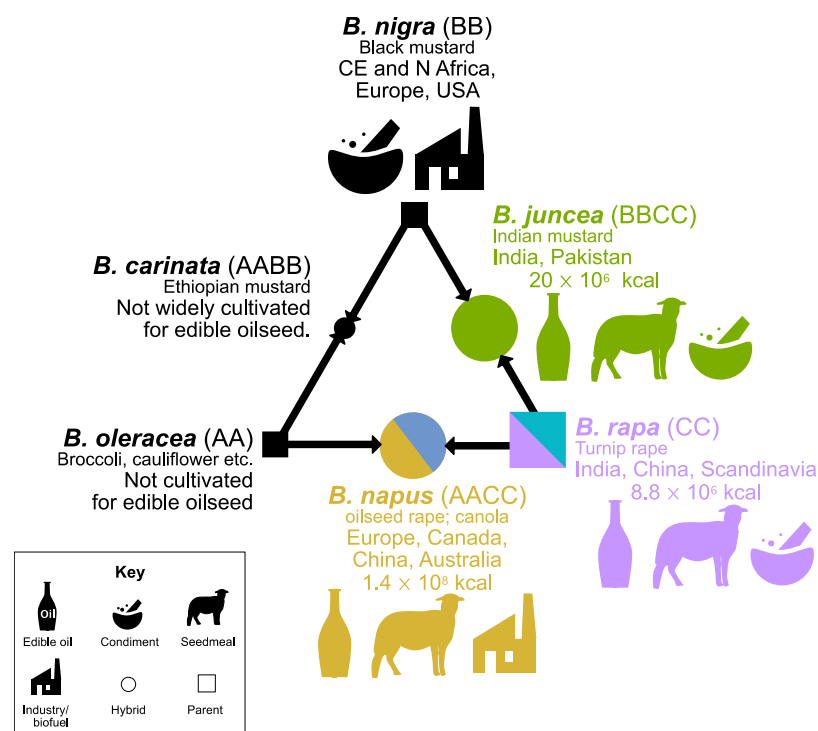 B. nigra (BB)
Black mustard
CE and N Africa,
Europe, USA
B. juncea (BBCC)
Indian mustard
India, Pakistan
20 × 10⁶ kcal
B. carinata (AABB)
Ethiopian mustard
Not widely cultivated
for edible oilseed.
B. oleracea (AA)
Broccoli, cauliflower etc.
Not cultivated
for edible oilseed
B. rapa (CC)
Turnip rape
India, China, Scandinavia
8.8 × 10⁶ kcal
B. napus (AACC)
oilseed rape; canola
Europe, Canada,
China, Australia
1.4 × 10⁸ kcal
Key
Oil
Edible oil
Condiment
Seedmeal
Industry/
biofuel
Hybrid
Parent